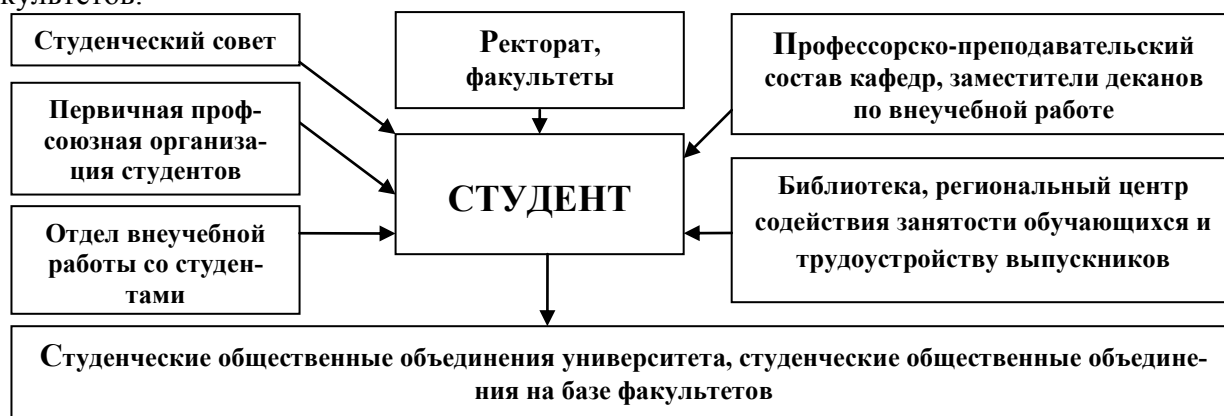 культетов.
Студенческий совет
Ректорат,
факультеты
Профессорско-преподавательский
состав кафедр, заместители деканов
по внеучебной работе
Первичная проф-
союзная организа-
ция студентов
СТУДЕНТ
Библиотека, региональный центр
содействия занятости обучающихся и
трудоустройству выпускников
Отдел внеучебной
работы со студен-
тами
Студенческие общественные объединения университета, студенческие общественные объедине-
ния на базе факультетов